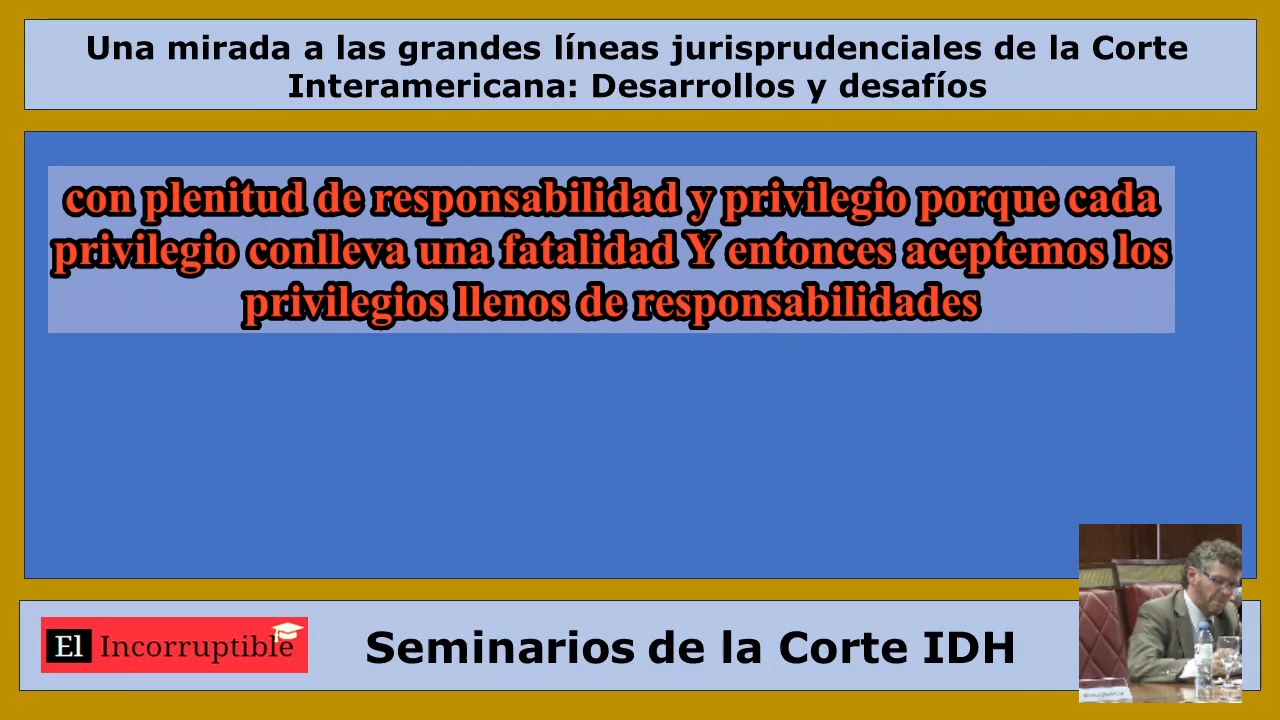 Una mirada a las grandes líneas jurisprudenciales de la Corte
Interamericana: Desarrollos y desafíos
con plenitud de responsabilidad y privilegio porque cada
privilegio conlleva una fatalidad Y entonces aceptemos los
privilegios llenos de responsabilidades
El Incorruptible
Seminarios de la Corte IDH